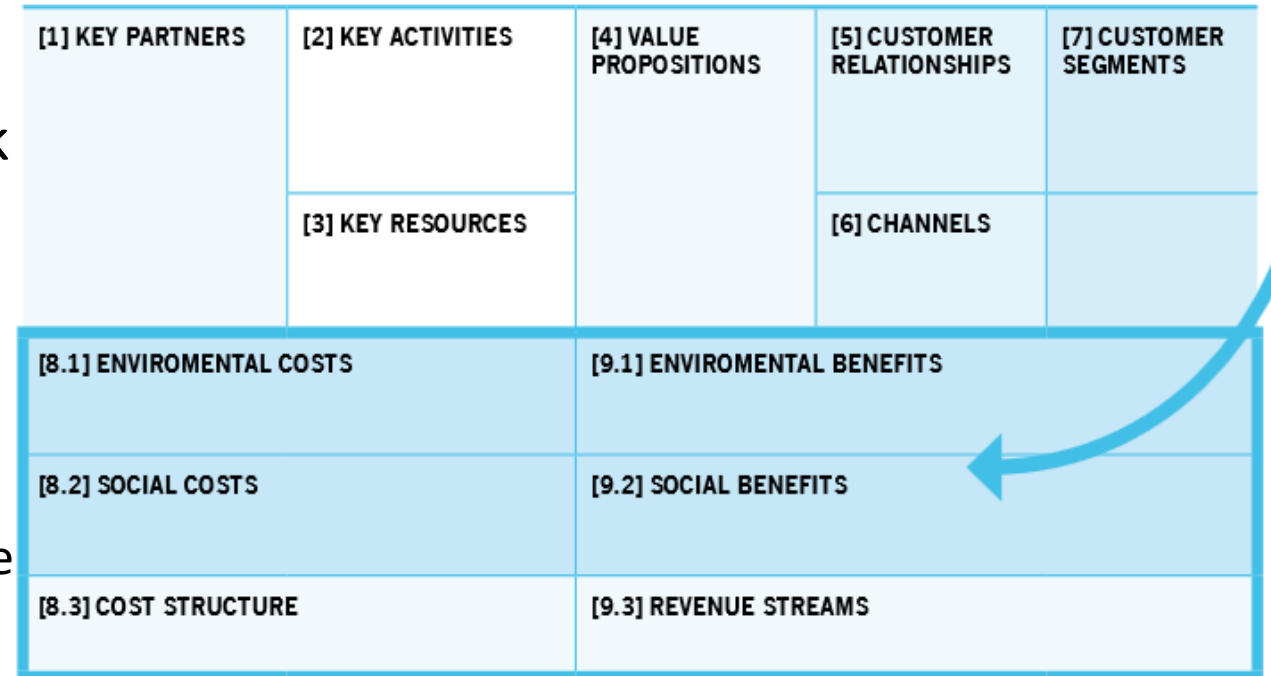 [1] KEY PARTNERS
[2] KEY ACTIVITIES
[4] VALUE
PROPOSITIONS
[5] CUSTOMER
RELATIONSHIPS
[7] CUSTOMER
SEGMENTS
k
[3] KEY RESOURCES
[6] CHANNELS
[8.1] ENVIROMENTAL COSTS
[9.1] ENVIROMENTAL BENEFITS
[8.2] SOCIAL COSTS
[9.2] SOCIAL BENEFITS
e
[8.3] COST STRUCTURE
[9.3] REVENUE STREAMS